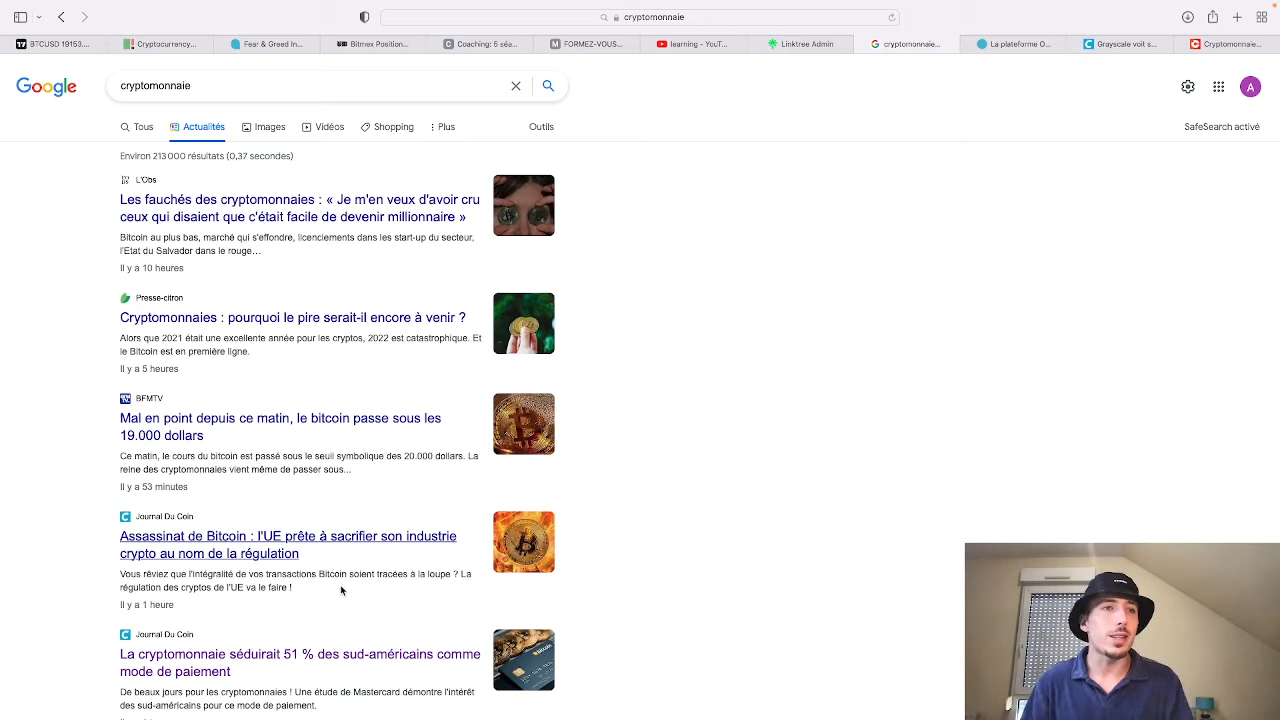 cryptomonnaie
BTCUSD 19153....
Cryptocurrency...
Fear & Greed In...
Bitmex Position...
Coaching: 5 séa...
FORMEZ-VOUS...
learning - YouT...
Linktree Admin
cryptomonnaie...
La plateforme O...
Grayscale voit s...
Cryptomonnaie...
Google
cryptomonnaie
A
Tous
Actualités
Images
Vidéos
Shopping
Plus
Outils
SafeSearch activé
Environ 213 000 résultats (0,37 secondes)
L'Obs
Les fauchés des cryptomonnaies : « Je m'en veux d'avoir cru
ceux qui disaient que c'était facile de devenir millionnaire »
Bitcoin au plus bas, marché qui s'effondre, licenciements dans les start-up du secteur,
l'Etat du Salvador dans le rouge…
Il y a 10 heures
Presse-citron
Cryptomonnaies : pourquoi le pire serait-il encore à venir ?
Alors que 2021 était une excellente année pour les cryptos, 2022 est catastrophique. Et
le Bitcoin est en première ligne.
Il y a 5 heures
BFMTV
Mal en point depuis ce matin, le bitcoin passe sous les
19.000 dollars
Ce matin, le cours du bitcoin est passé sous le seuil symbolique des 20.000 dollars. La
reine des cryptomonnaies vient même de passer sous...
Il y a 53 minutes
Journal Du Coin
Assassinat de Bitcoin : l'UE prête à sacrifier son industrie
crypto au nom de la régulation
Vous rêviez que l'intégralité de vos transactions Bitcoin soient tracées à la loupe ? La
régulation des cryptos de l'UE va le faire !
Il y a 1 heure
Journal Du Coin
La cryptomonnaie séduirait 51 % des sud-américains comme
mode de paiement
De beaux jours pour les cryptomonnaies ! Une étude de Mastercard démontre l'intérêt
des sud-américains pour ce mode de paiement.